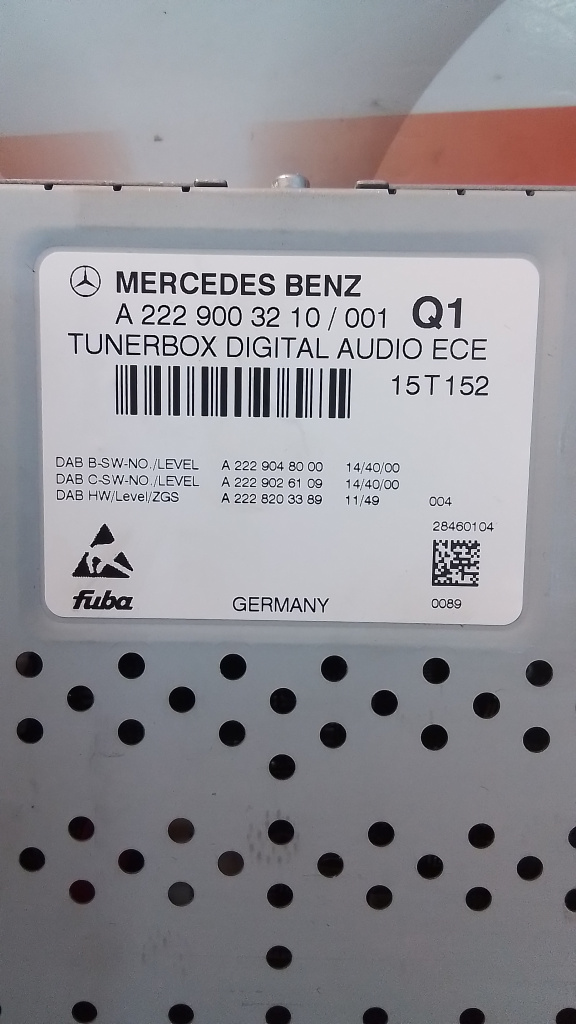 MERCEDES BENZ
A 222 900 32 10 / 001 Q1
TUNERBOX DIGITAL AUDIO ECE
15T152
DAB B-SW-NO./LEVEL A 222 904 80 00 14/40/00
DAB C-SW-NO./LEVEL A 222 902 61 09 14/40/00
DAB HW/Level/ZGS A 222 820 33 89 11/49 004
28460104
fuba GERMANY 0089